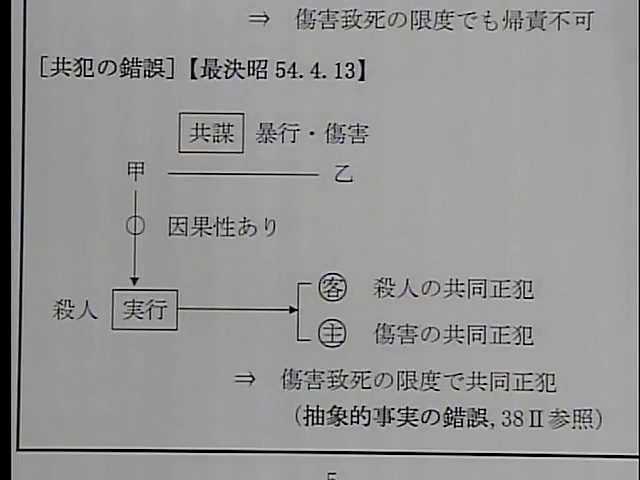 ⇒ 傷害致死の限度でも帰責不可
[共犯の錯誤]【最決昭54.4.13】
共謀 暴行・傷害
甲 乙
因果性あり
客 殺人の共同正犯
殺人 実行
主 傷害の共同正犯
⇒ 傷害致死の限度で共同正犯
(抽象的事実の錯誤,38Ⅱ参照)